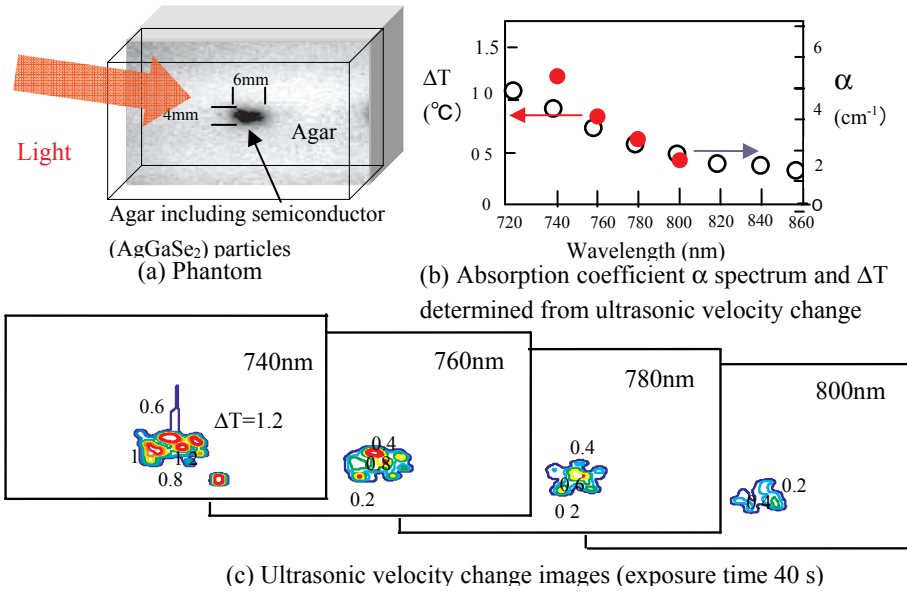 6mm
4mm
Agar
Light
Agar including semiconductor
(AgGaSe₂) particles
(a) Phantom
1.5
ΔT
1 0
(℃)
0 5
0
6
α
4
(cm⁻¹)
2
0
720 740 760 780 800 820 840 860
Wavelength (nm)
(b) Absorption coefficient α spectrum and ΔT
determined from ultrasonic velocity change
740nm
0.6
ΔT=1.2
1
1.2
0.8
760nm
0.4
0.8
0.2
780nm
0.4
0.6
0 2
800nm
0.2
0.4
(c) Ultrasonic velocity change images (exposure time 40 s)